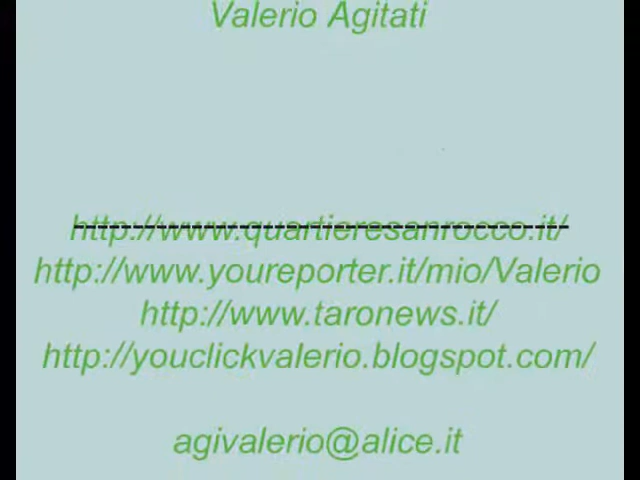 Valerio Agitati
http://www.quartieresanrocco.it/
http://www.youreporter.it/mio/Valerio
http://www.taronews.it/
http://youclickvalerio.blogspot.com/
agivalerio@alice.it